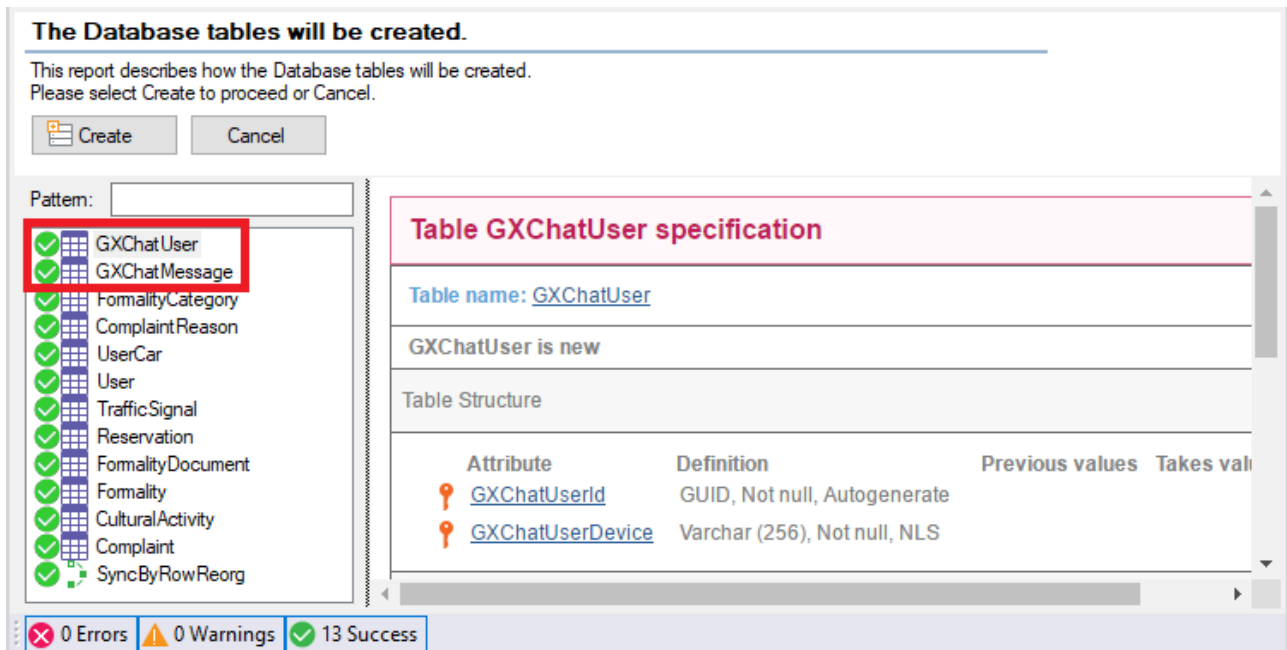 The Database tables will be created.
This report describes how the Database tables will be created.
Please select Create to proceed or Cancel.
Create
Cancel
Pattern:
GXChatUser
GXChatMessage
FormalityCategory
ComplaintReason
UserCar
User
TrafficSignal
Reservation
FormalityDocument
Formality
CulturalActivity
Complaint
SyncByRowReorg
Table GXChatUser specification
Table name: GXChatUser
GXChatUser is new
Table Structure
Attribute Definition Previous values Takes
GXChatUserId GUID, Not null, Autogenerate
GXChatUserDevice Varchar (256), Not null, NLS
0 Errors 0 Warnings 13 Success